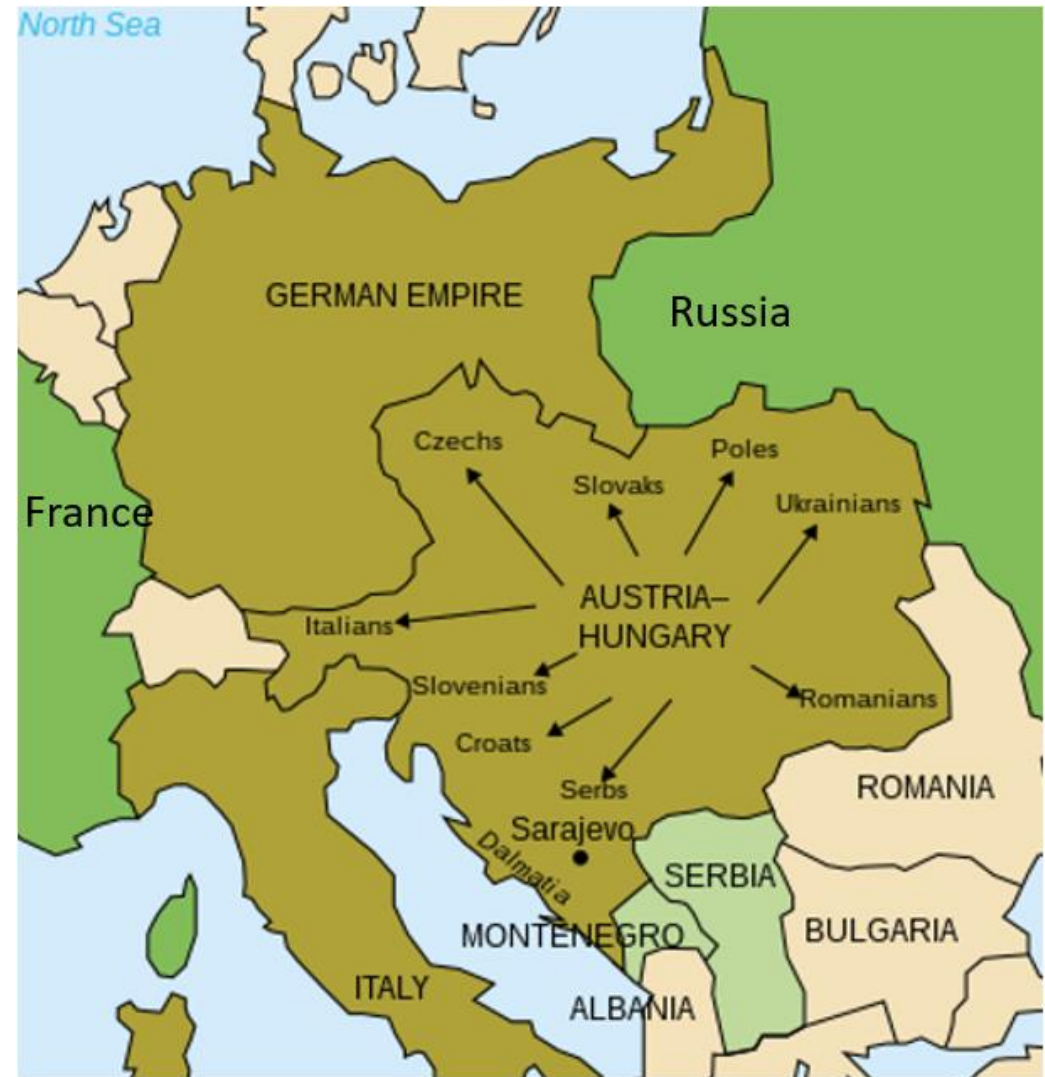 North Sea
GERMAN EMPIRE
Russia
Czechs
Poles
Slovaks
Ukrainians
France
AUSTRIA–
HUNGARY
Italians
Slovenians
Romanians
Croats
Serbs
ROMANIA
Sarajevo
Dalmatia
SERBIA
MONTENEGRO
BULGARIA
ITALY
ALBANIA